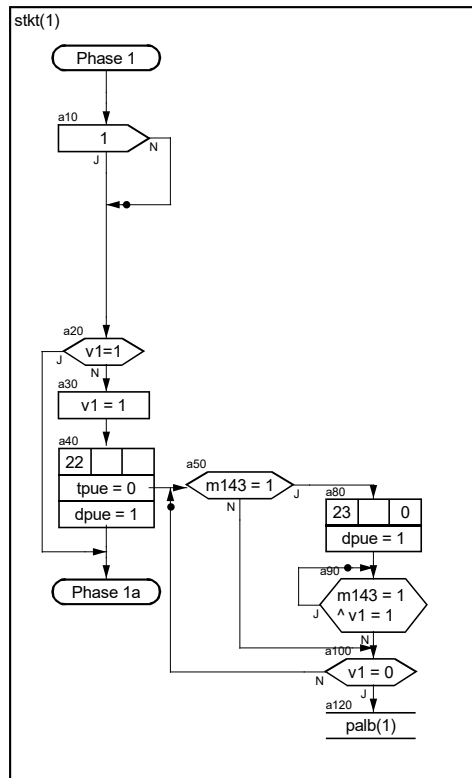 stkt(1)
Phase 1
a10
1
N
J
a20
v1=1
J
N
a30
v1 = 1
a40
22
tpue = 0
dpue = 1
Phase 1a
a50
m143 = 1
N
J
a80
23 0
dpue = 1
a90
m143 = 1
^ v1 = 1
J
N
a100
v1 = 0
N
J
a120
palb(1)